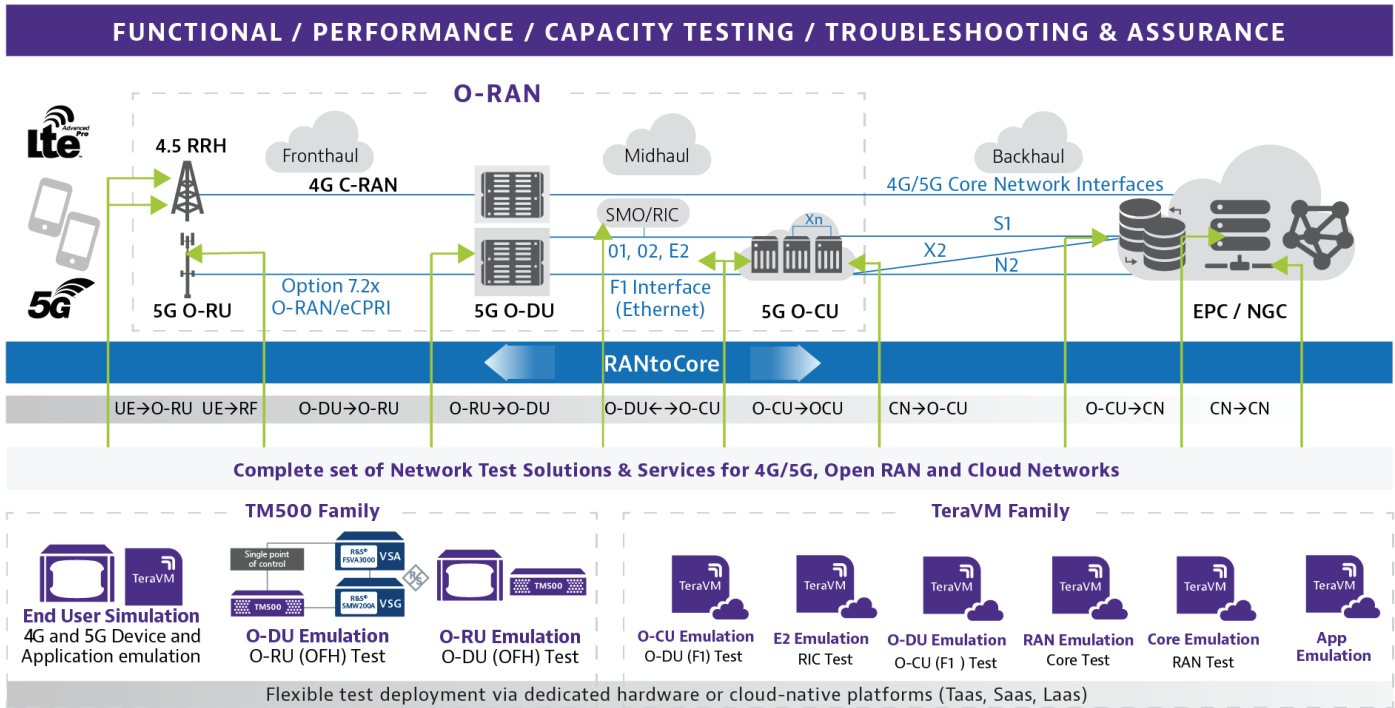 FUNCTIONAL / PERFORMANCE / CAPACITY TESTING / TROUBLESHOOTING & ASSURANCE
O-RAN
Lte Advanced Pro
4.5 RRH
Fronthaul
Midhaul
Backhaul
4G C-RAN
4G/5G Core Network Interfaces
SMO/RIC
Xn
S1
01, 02, E2
X2
N2
5G
Option 7.2x
O-RAN/eCPRI
F1 Interface
(Ethernet)
5G O-RU
5G O-DU
5G O-CU
EPC / NGC
RANtoCore
UE→O-RU UE→RF O-DU→O-RU O-RU→O-DU O-DU←→O-CU O-CU→OCU CN→O-CU O-CU→CN CN→CN
Complete set of Network Test Solutions & Services for 4G/5G, Open RAN and Cloud Networks
TM500 Family
TeraVM
End User Simulation
4G and 5G Device and
Application emulation
Single point
of control
R&S®
FSVA3000
VSA
R&S®
SMW200A
VSG
R&S
TM500
O-DU Emulation
O-RU (OFH) Test
TM500
O-RU Emulation
O-DU (OFH) Test
TeraVM Family
TeraVM
O-CU Emulation
O-DU (F1) Test
TeraVM
E2 Emulation
RIC Test
TeraVM
O-DU Emulation
O-CU (F1 ) Test
TeraVM
RAN Emulation
Core Test
TeraVM
Core Emulation
RAN Test
TeraVM
App
Emulation
Flexible test deployment via dedicated hardware or cloud-native platforms (Taas, Saas, Laas)